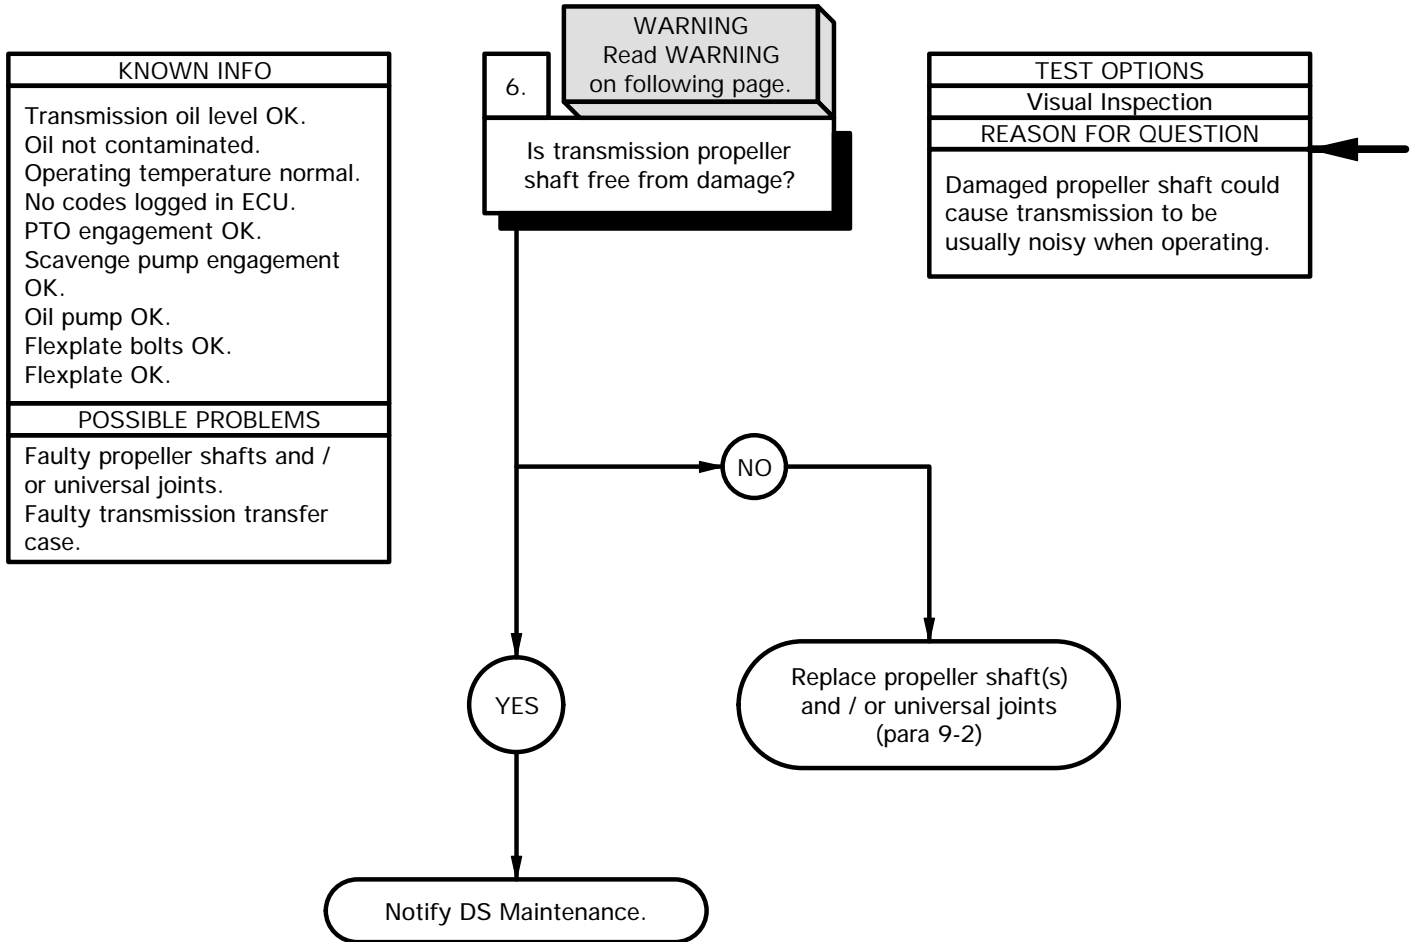 KNOWN INFO
Transmission oil level OK.
Oil not contaminated.
Operating temperature normal.
No codes logged in ECU.
PTO engagement OK.
Scavenge pump engagement
OK.
Oil pump OK.
Flexplate bolts OK.
Flexplate OK.
POSSIBLE PROBLEMS
Faulty propeller shafts and /
or universal joints.
Faulty transmission transfer
case.
WARNING
Read WARNING
on following page.
6.
Is transmission propeller
shaft free from damage?
TEST OPTIONS
Visual Inspection
REASON FOR QUESTION
Damaged propeller shaft could
cause transmission to be
usually noisy when operating.
NO
YES
Replace propeller shaft(s)
and / or universal joints
(para 9-2)
Notify DS Maintenance.